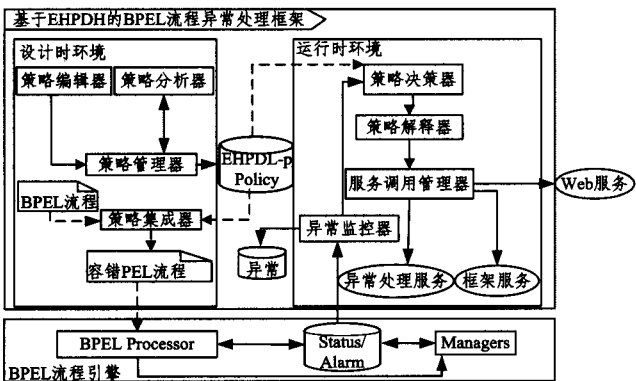 基于EHPDH的BPEL流程异常处理框架
设计时环境
运行时环境
策略编辑器
策略分析器
策略决策器
策略解释器
策略管理器
EHPDL-p
Policy
服务调用管理器
Web服务
BPEL流程
策略集成器
异常监控器
容错PEL流程
异常
异常处理服务
框架服务
BPEL Processor
Status/
Alarm
Managers
BPEL流程引擎